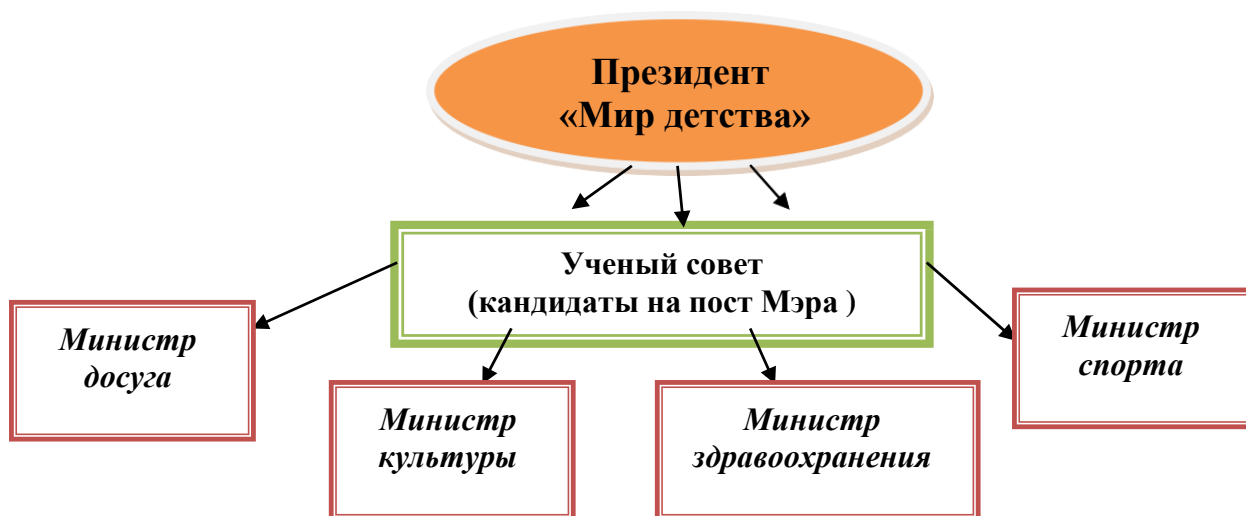 Президент
«Мир детства»
Ученый совет
(кандидаты на пост Мэра )
Министр
досуга
Министр
культуры
Министр
здравоохранения
Министр
спорта